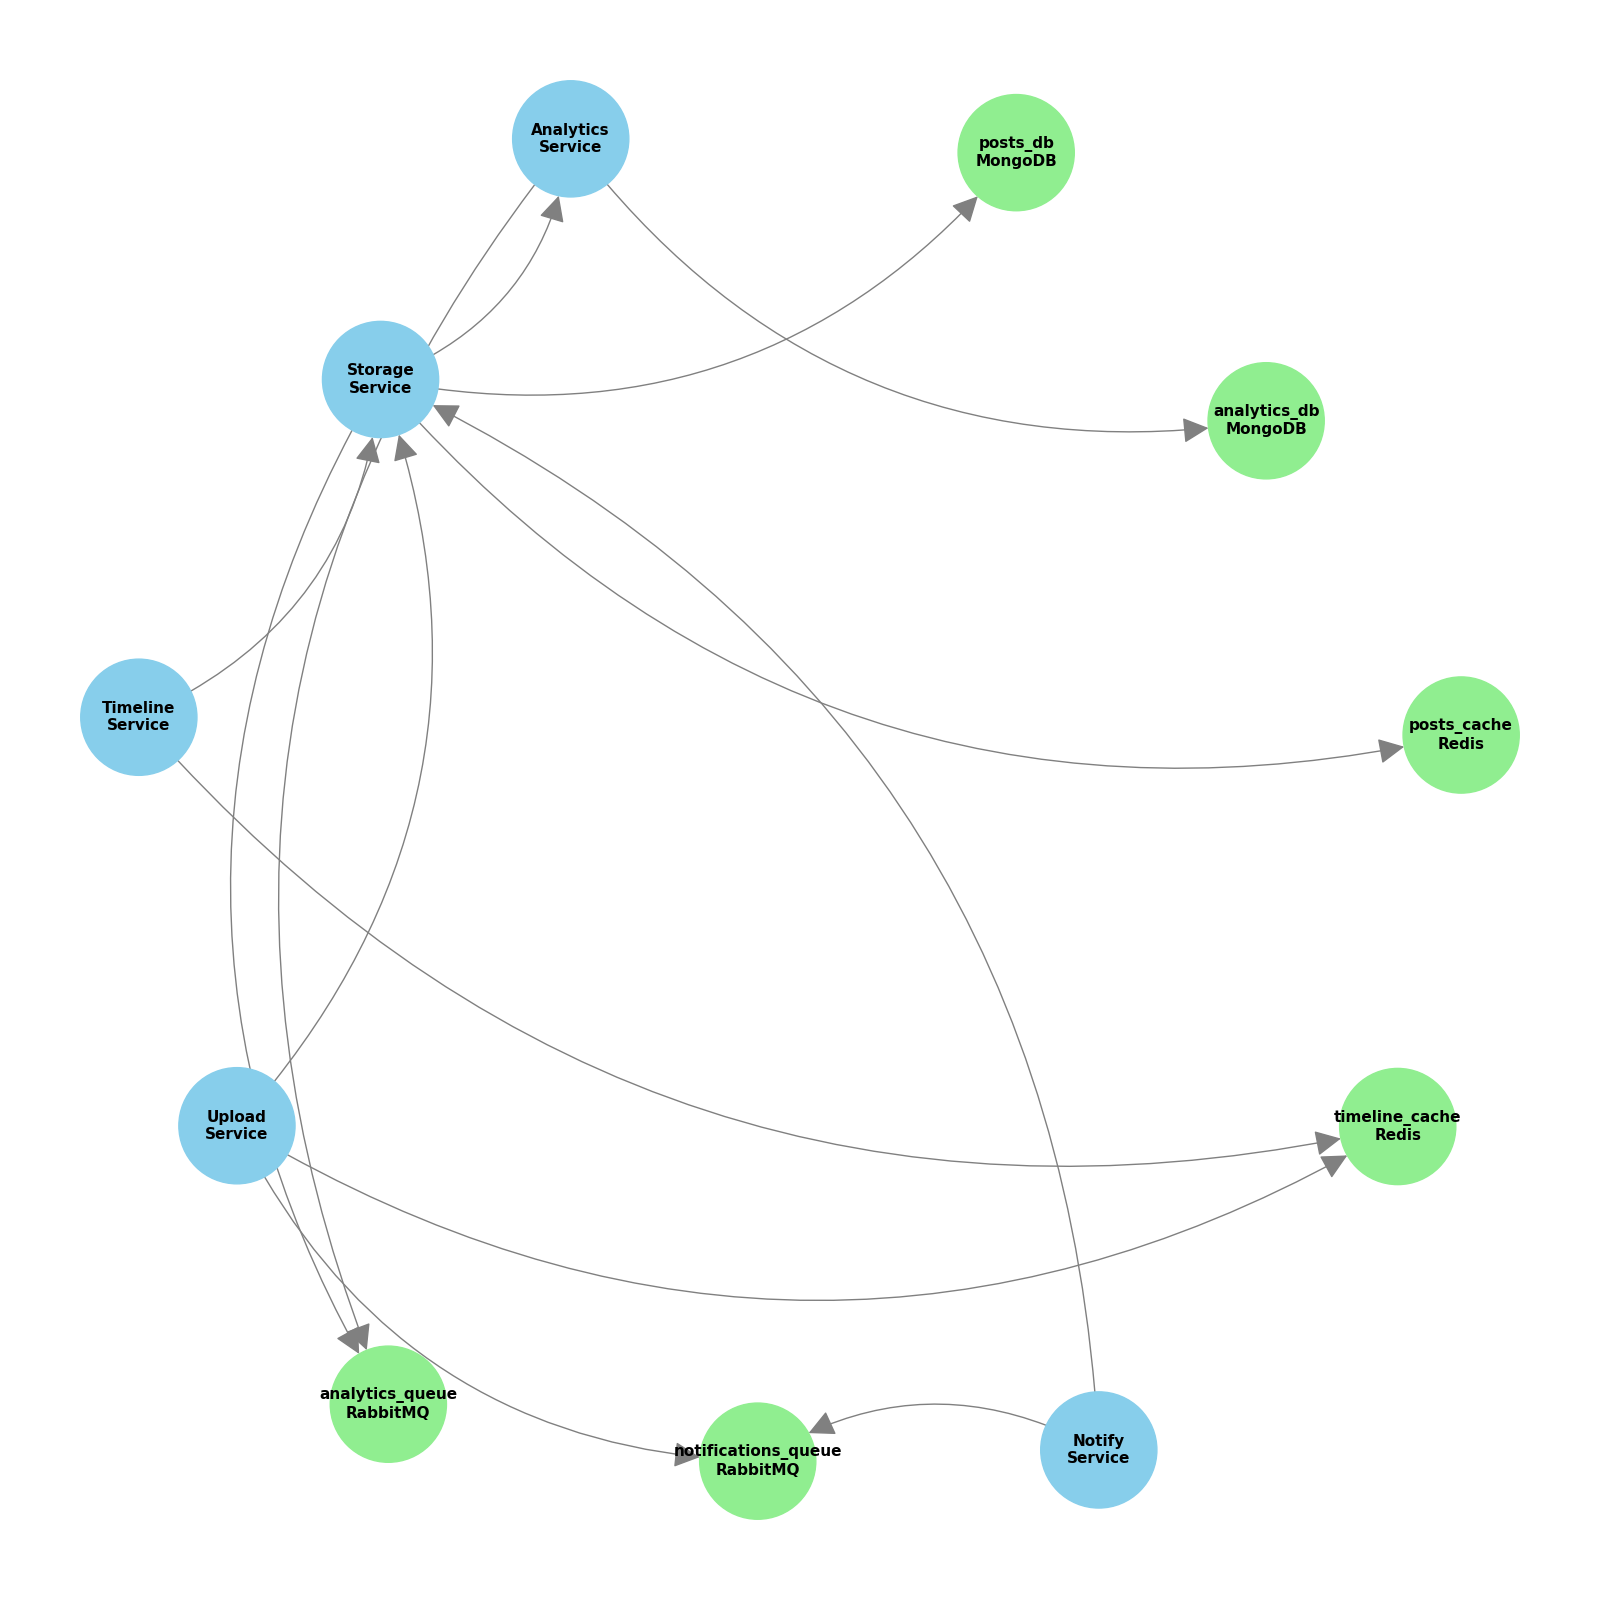 Analytics
Service
posts_db
MongoDB
Storage
Service
analytics_db
MongoDB
Timeline
Service
posts_cache
Redis
Upload
Service
timeline_cache
Redis
analytics_queue
RabbitMQ
notifications_queue
RabbitMQ
Notify
Service